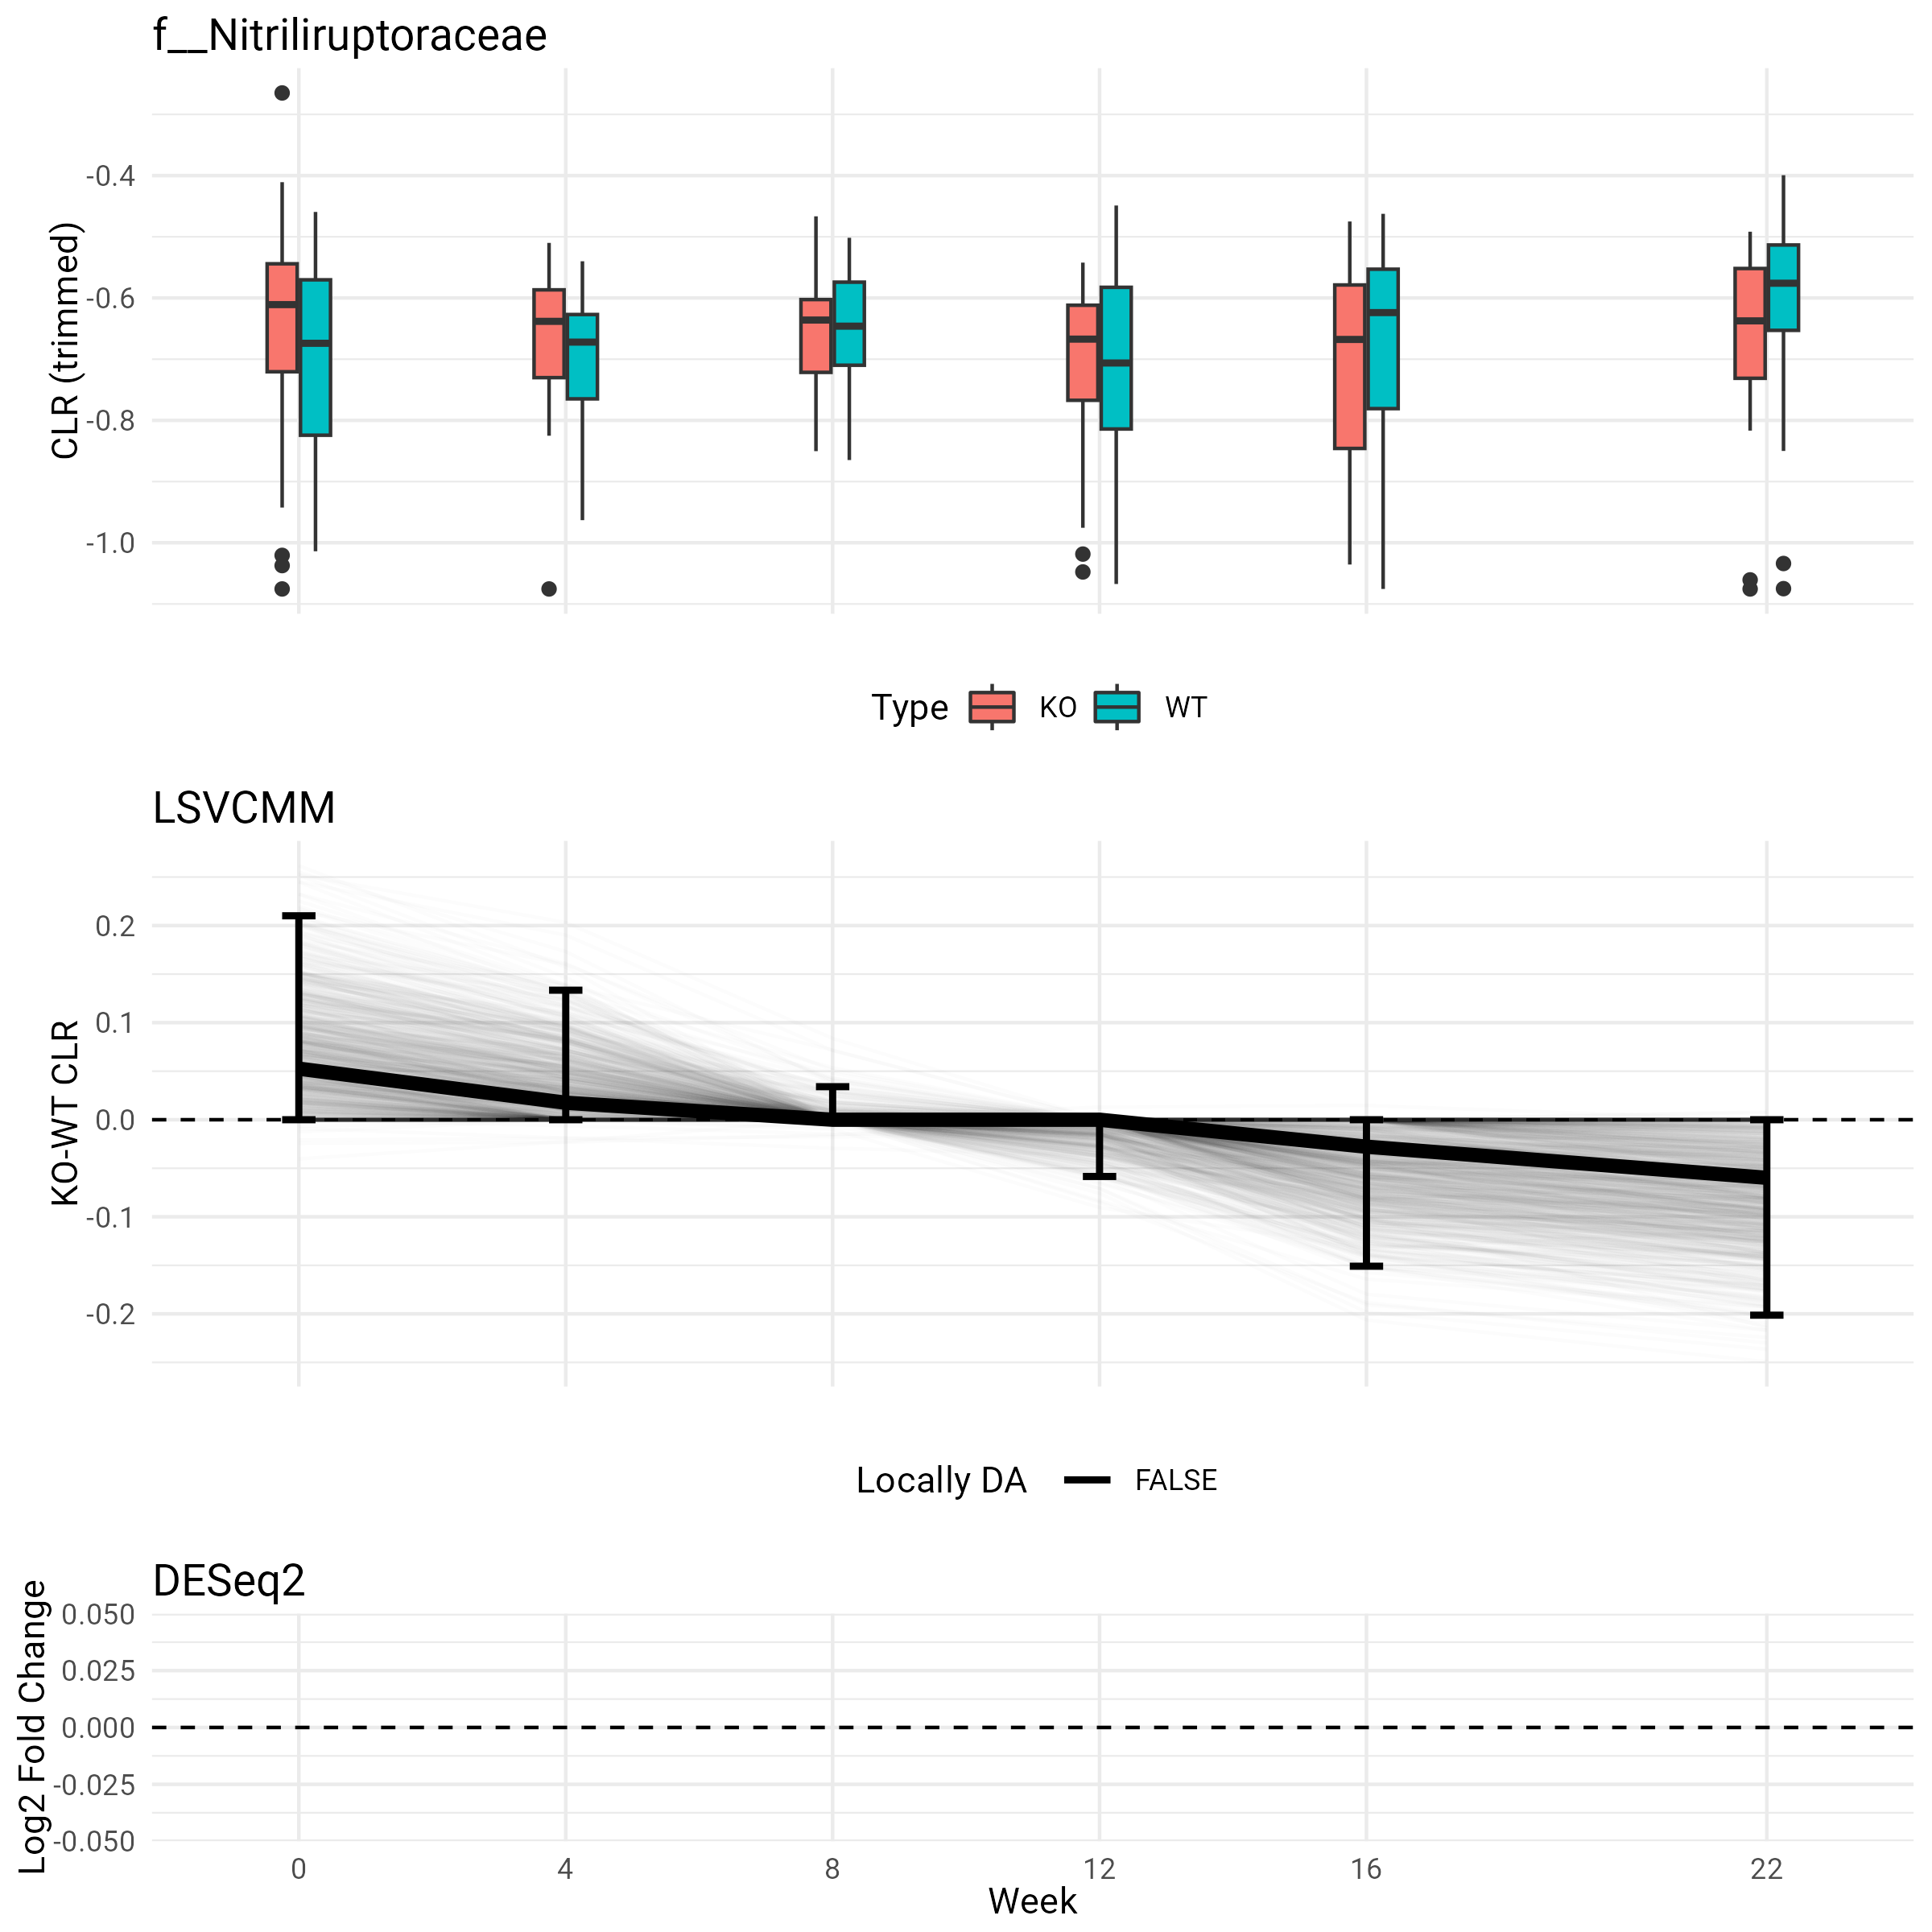 f__Nitriliruptoraceae
CLR (trimmed)
-0.4
-0.6
-0.8
-1.0
Type KO WT
LSVCMM
KO-WT CLR
0.2
0.1
0.0
-0.1
-0.2
Locally DA FALSE
DESeq2
Log2 Fold Change
0.050
0.025
0.000
-0.025
-0.050
0 4 8 12 16 22
Week